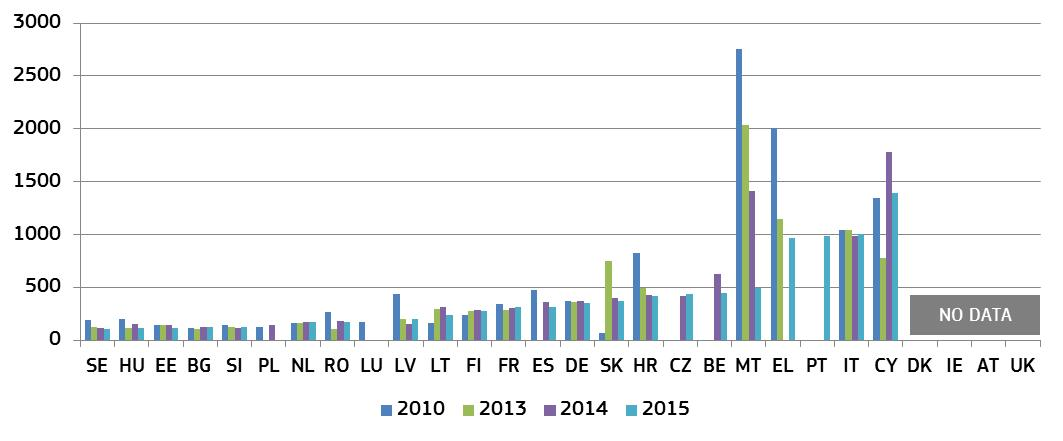 3000
2500
2000
1500
1000
500
0
NO DATA
SE HU EE BG SI PL NL RO LU LV LT FI FR ES DE SK HR CZ BE MT EL PT IT CY DK IE AT UK
2010 2013 2014 2015